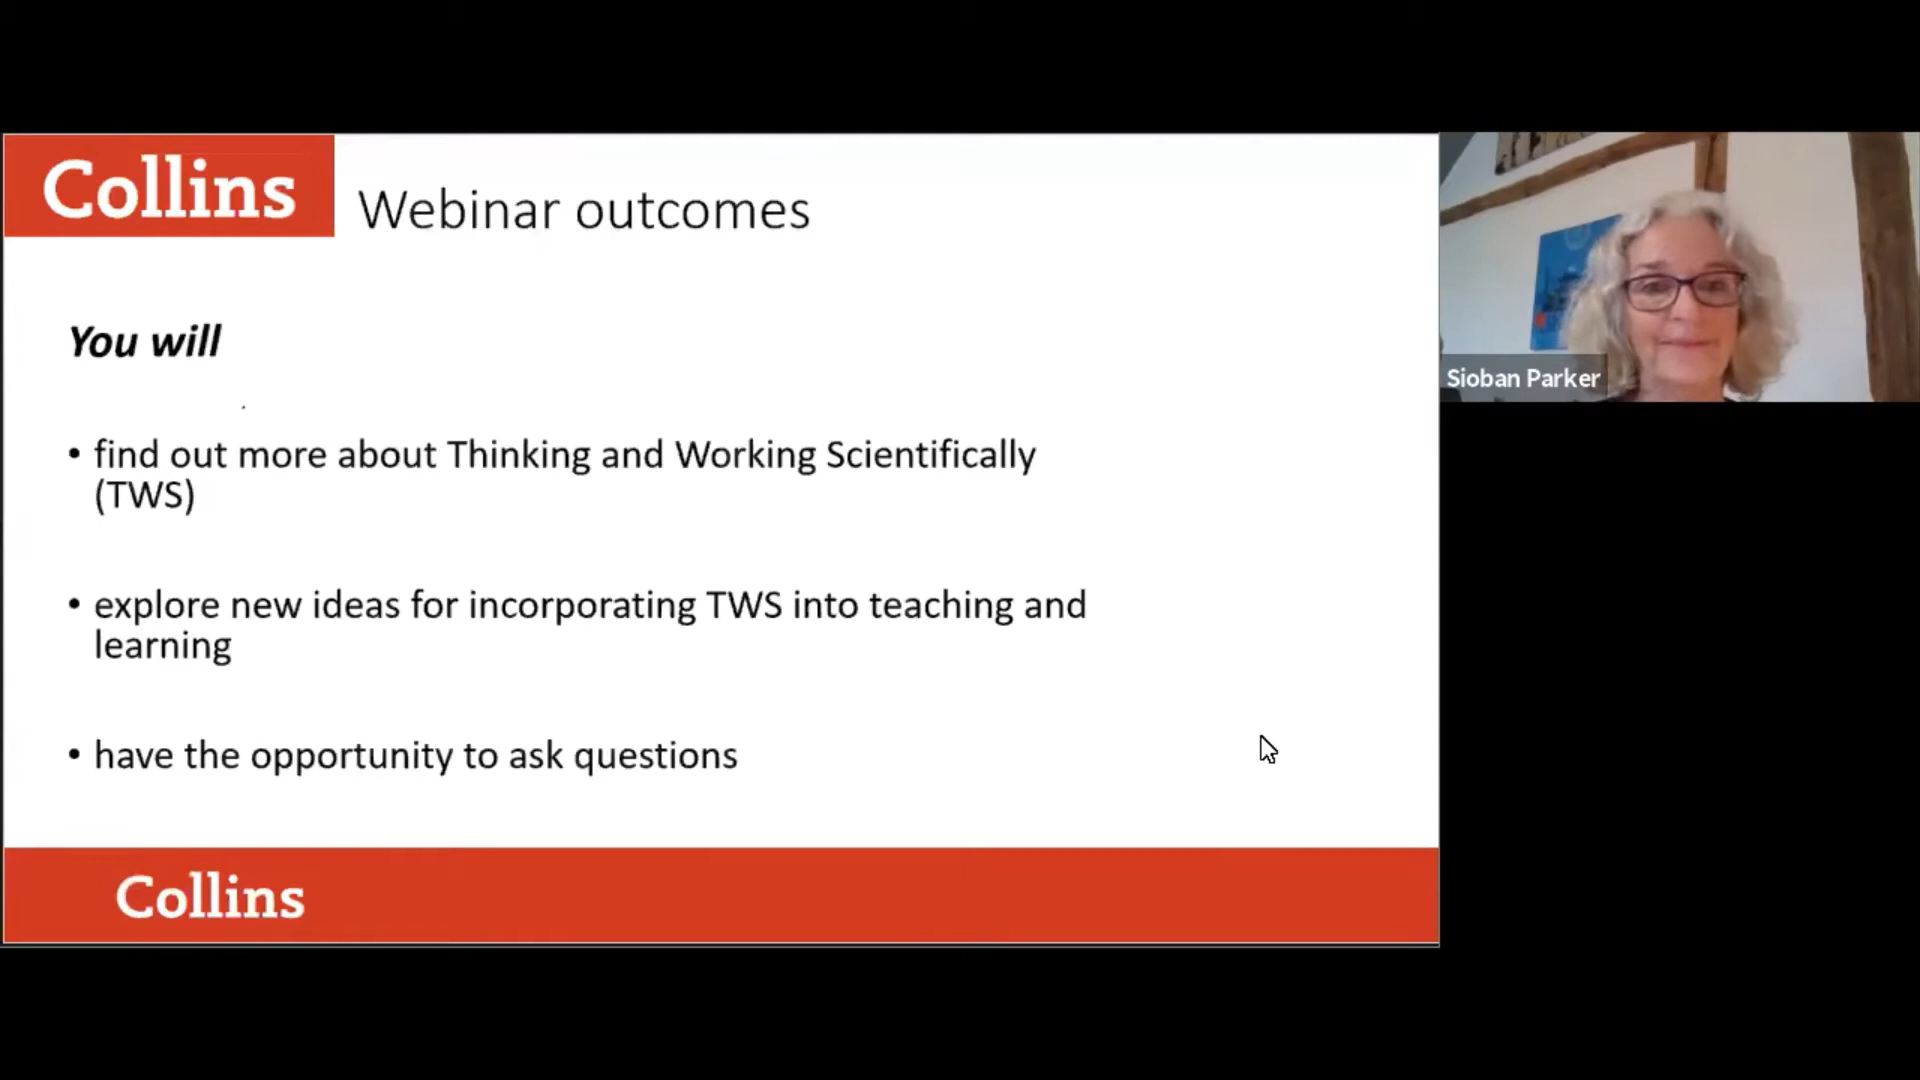 Collins
Webinar outcomes
You will
• find out more about Thinking and Working Scientifically
(TWS)
• explore new ideas for incorporating TWS into teaching and
learning
• have the opportunity to ask questions
Collins
Sioban Parker